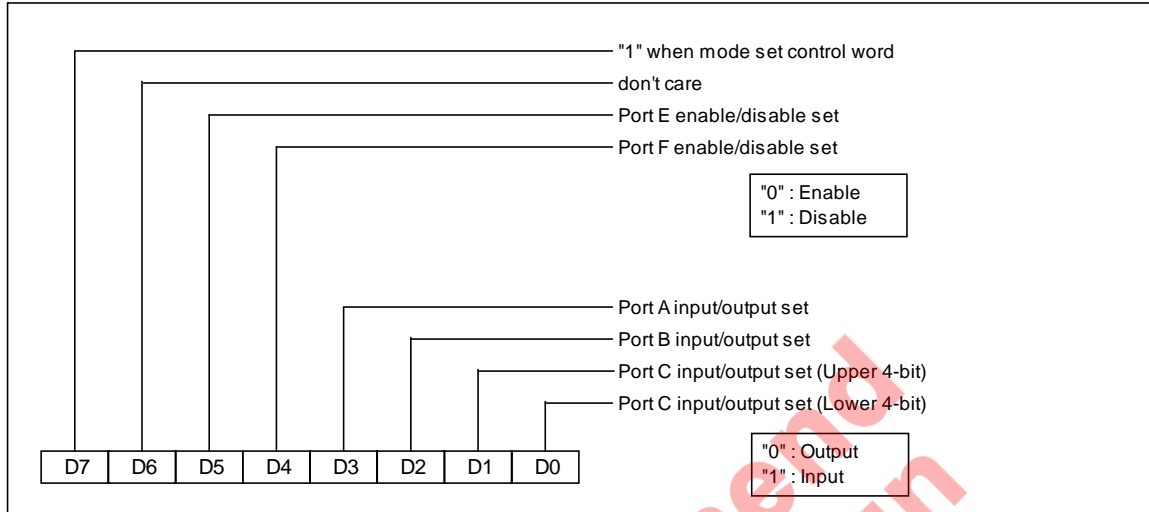 "1" when mode set control word
don't care
Port E enable/disable set
Port F enable/disable set
"0" : Enable
"1" : Disable
Port A input/output set
Port B input/output set
Port C input/output set (Upper 4-bit)
Port C input/output set (Lower 4-bit)
"0" : Output
"1" : Input
D7 D6 D5 D4 D3 D2 D1 D0